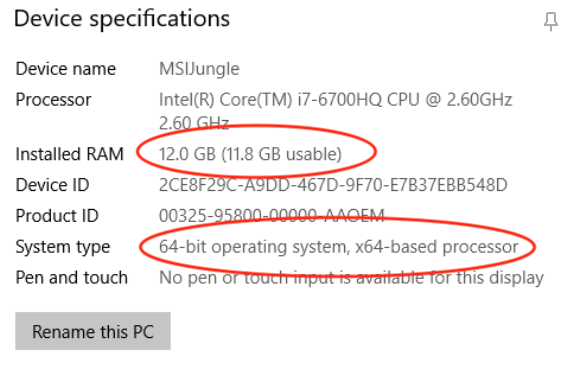 Device specifications
Device name MSIJungle
Processor Intel(R) Core(TM) i7-6700HQ CPU @ 2.60GHz
2.60 GHz
Installed RAM 12.0 GB (11.8 GB usable)
Device ID 2CE8F29C-A9DD-467D-9F70-E7B37EBB548D
Product ID 00325-95800-00000-AAOEM
System type 64-bit operating system, x64-based processor
Pen and touch No pen or touch input is available for this display
Rename this PC